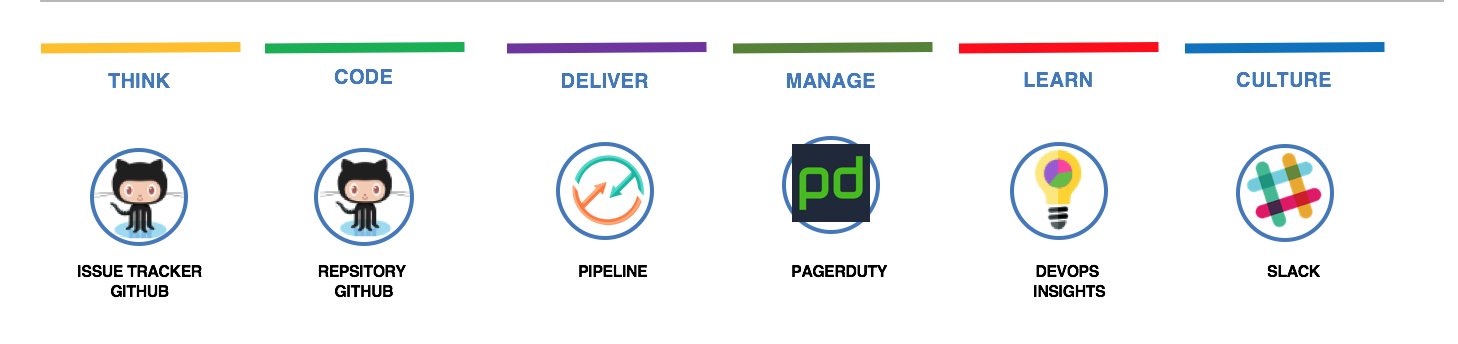 THINK
CODE
DELIVER
MANAGE
LEARN
CULTURE
pd
ISSUE TRACKER
GITHUB
REPSITORY
GITHUB
PIPELINE
PAGERDUTY
DEVOPS
INSIGHTS
SLACK